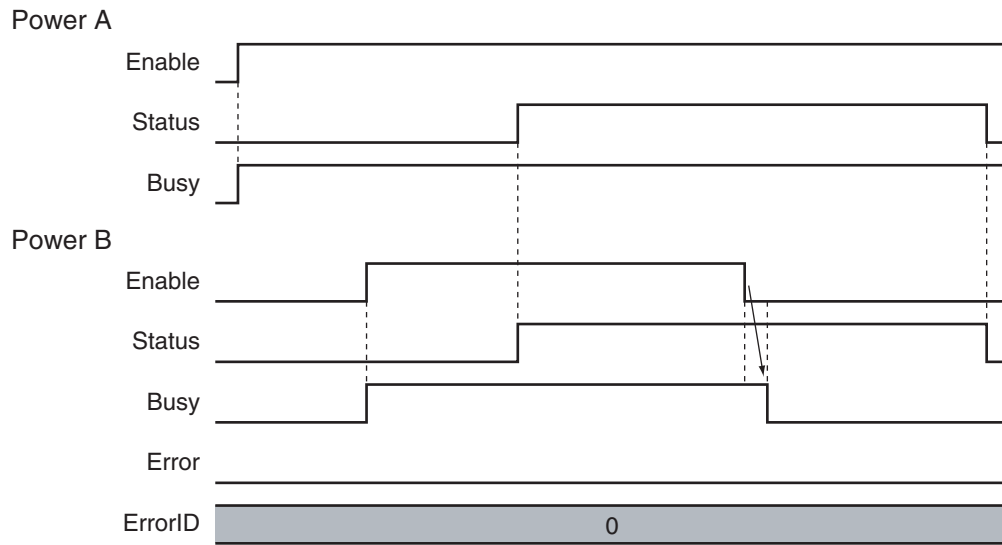 Power A
Enable
Status
Busy
Power B
Enable
Status
Busy
Error
ErrorID 0